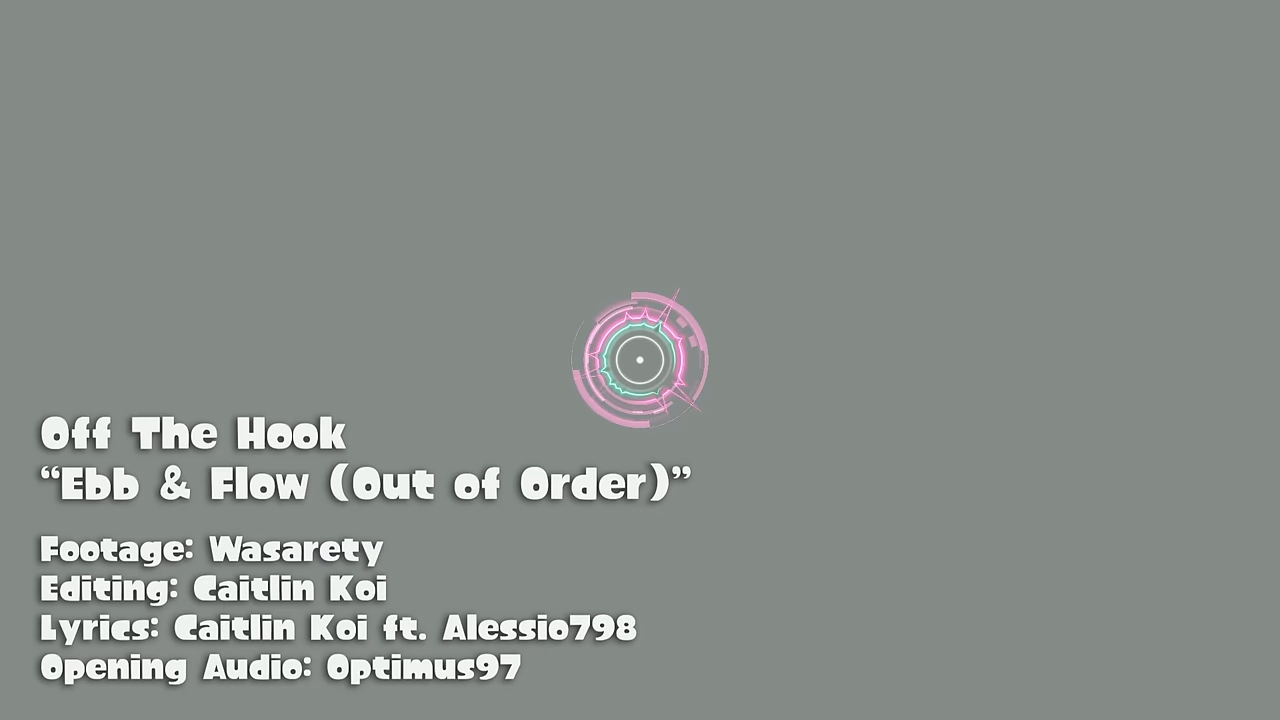 Off The Hook
“Ebb & Flow (Out of Order)”
Footage: Wasarety
Editing: Caitlin Koi
Lyrics: Caitlin Koi ft. Alessio798
Opening Audio: Optimus97